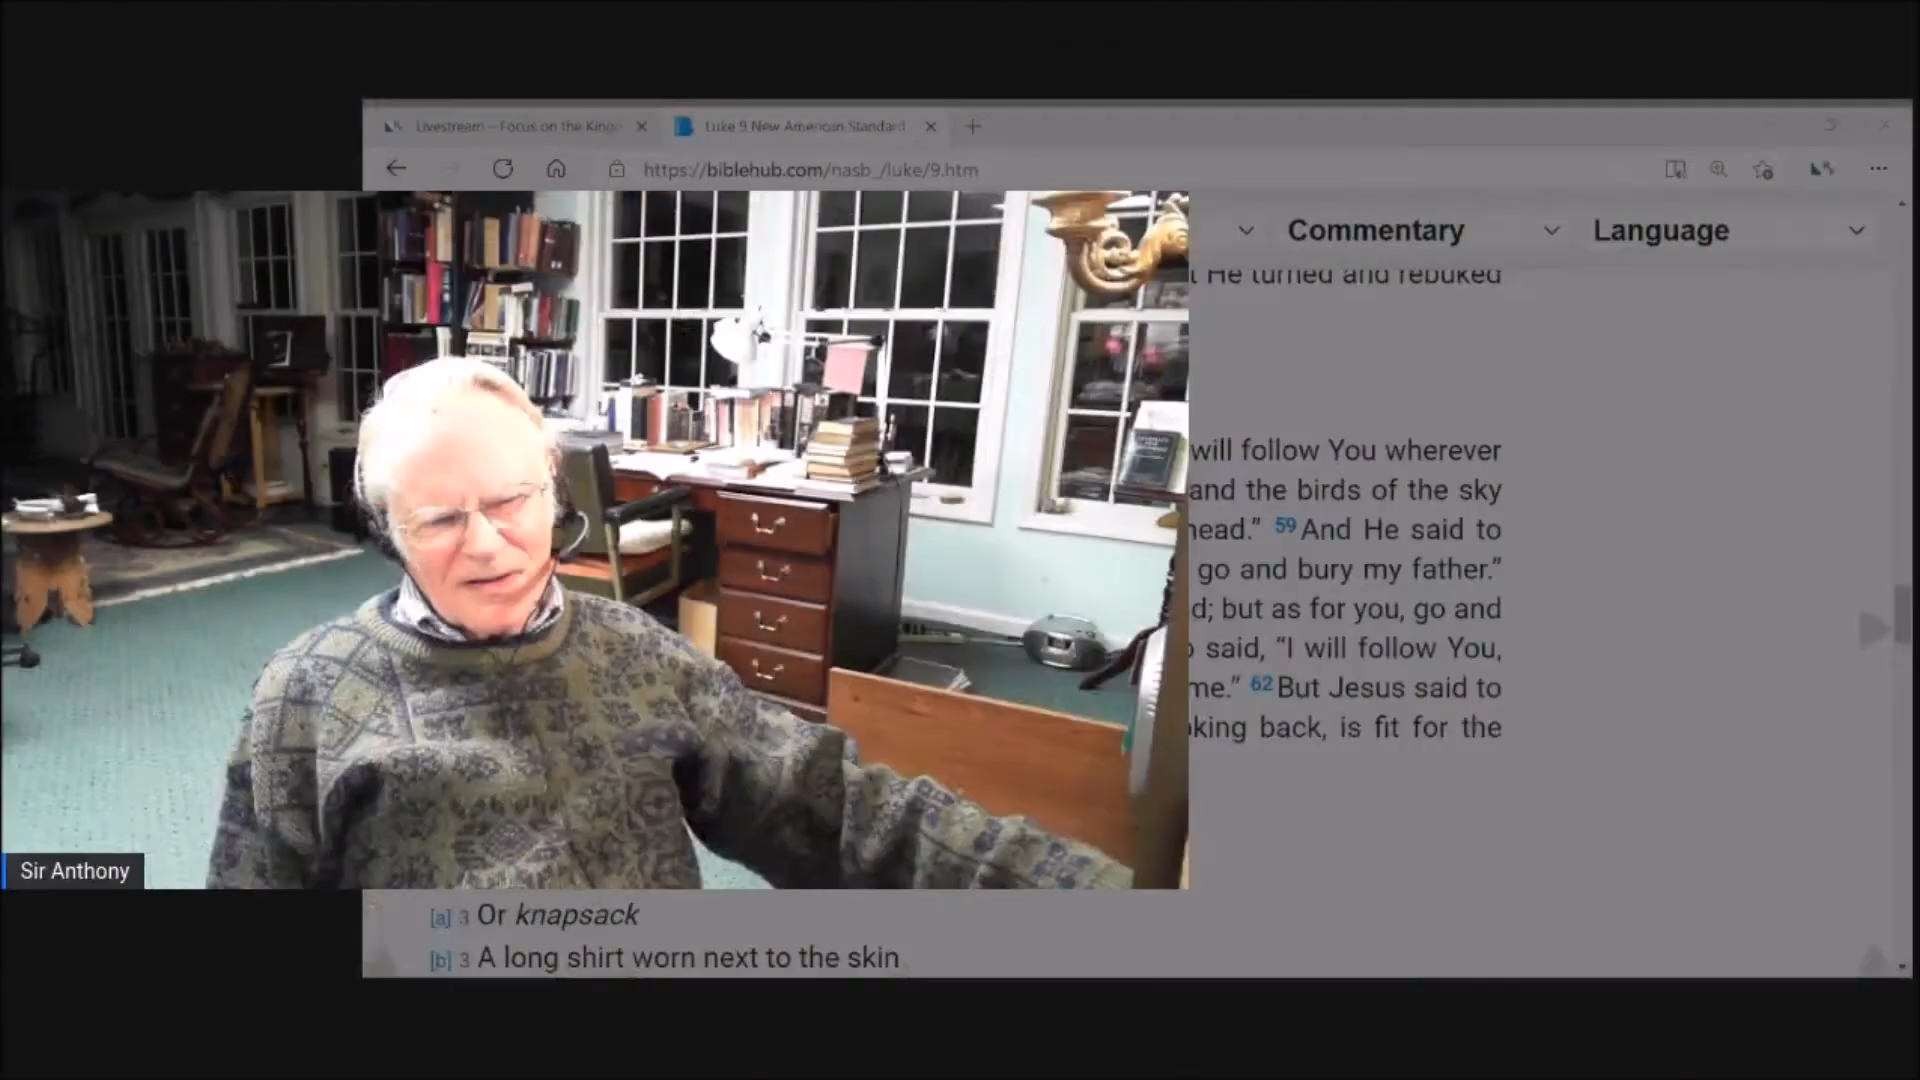 Livestream – Focus on the King
Luke 9 New American Standard
https://biblehub.com/nasb_/luke/9.htm
Commentary
Language
He turned and rebuked
will follow You wherever
and the birds of the sky
head.” 59 And He said to
go and bury my father.”
d; but as for you, go and
said, “I will follow You,
me.” 62 But Jesus said to
king back, is fit for the
Sir Anthony
[a] 3 Or knapsack
[b] 3 A long shirt worn next to the skin